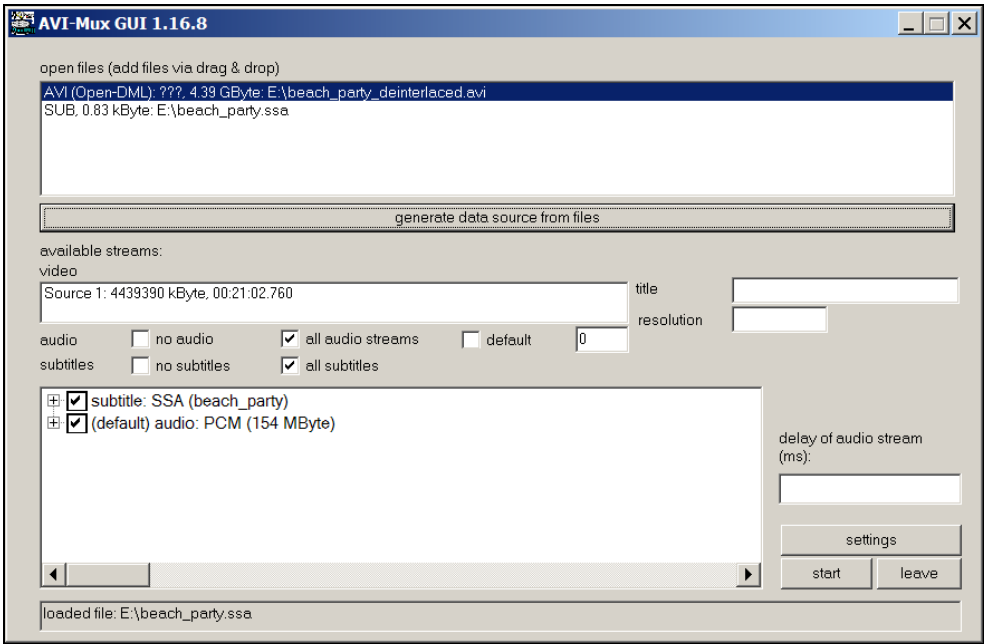 AVI-Mux GUI 1.16.8
open files (add files via drag & drop)
AVI (Open-DML): ???, 4.39 GByte: E:\beach_party_deinterlaced.avi
SUB, 0.83 kByte: E:\beach_party.ssa
generate data source from files
available streams:
video
Source 1: 4439390 kByte, 00:21:02.760
title
resolution
audio no audio all audio streams default 0
subtitles no subtitles all subtitles
subtitle: SSA (beach_party)
(default) audio: PCM (154 MByte)
delay of audio stream
(ms):
settings
start leave
loaded file: E:\beach_party.ssa